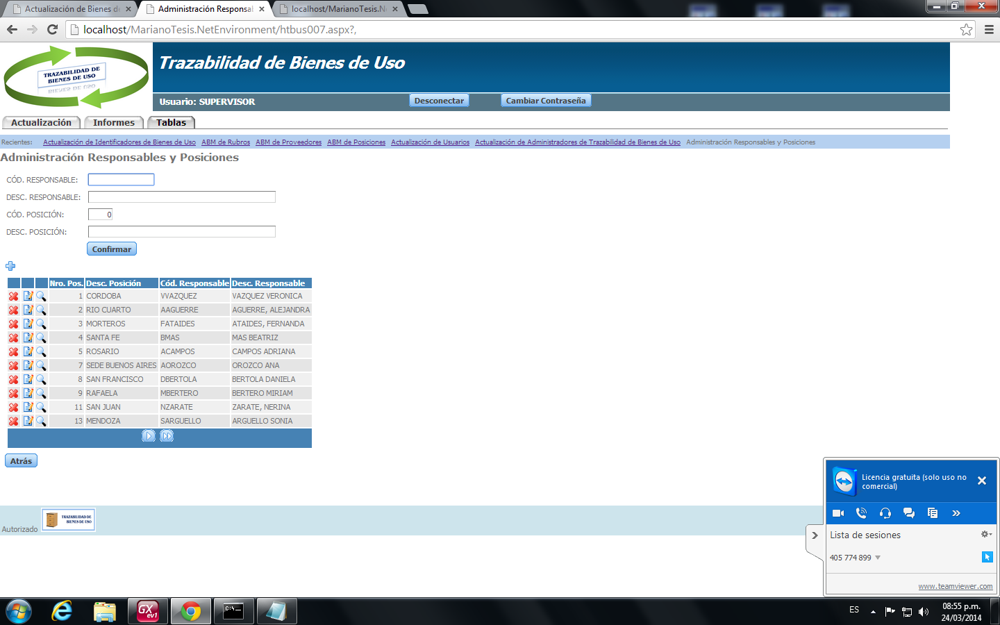 Actualización de Bienes de
Administración Responsal
localhost/MarianoTesis.Ne
localhost/MarianoTesis.NetEnvironment/htbus007.aspx?,
TRAZABILIDAD DE
BIENES DE USO
Trazabilidad de Bienes de Uso
Usuario: SUPERVISOR
Desconectar
Cambiar Contraseña
Actualización
Informes
Tablas
Recientes: Actualización de Identificadores de Bienes de Uso ABM de Rubros ABM de Proveedores ABM de Posiciones Actualización de Usuarios Actualización de Administradores de Trazabilidad de Bienes de Uso Administración Responsables y Posiciones
Administración Responsables y Posiciones
CÓD. RESPONSABLE:
DESC. RESPONSABLE:
CÓD. POSICIÓN: 0
DESC. POSICIÓN:
Confirmar
Nro. Pos. Desc. Posición Cód. Responsable Desc. Responsable
1 CORDOBA VVAZQUEZ VAZQUEZ VERONICA
2 RIO CUARTO AAGUERRE AGUERRE, ALEJANDRA
3 MORTEROS FATAIDES ATAIDES, FERNANDA
4 SANTA FE BMAS MAS BEATRIZ
5 ROSARIO ACAMPOS CAMPOS ADRIANA
7 SEDE BUENOS AIRES AOROZCO OROZCO ANA
8 SAN FRANCISCO DBERTOLA BERTOLA DANIELA
9 RAFAELA MBERTERO BERTERO MIRIAM
11 SAN JUAN NZARATE ZARATE, NERINA
13 MENDOZA SARGUELLO ARGUELLO SONIA
Atrás
Autorizado
TRAZABILIDAD DE
BIENES DE USO
Licencia gratuita (solo uso no
comercial)
Lista de sesiones
405 774 899
www.teamviewer.com
GX
ev1
C:\-
ES
08:55 p.m.
24/03/2014